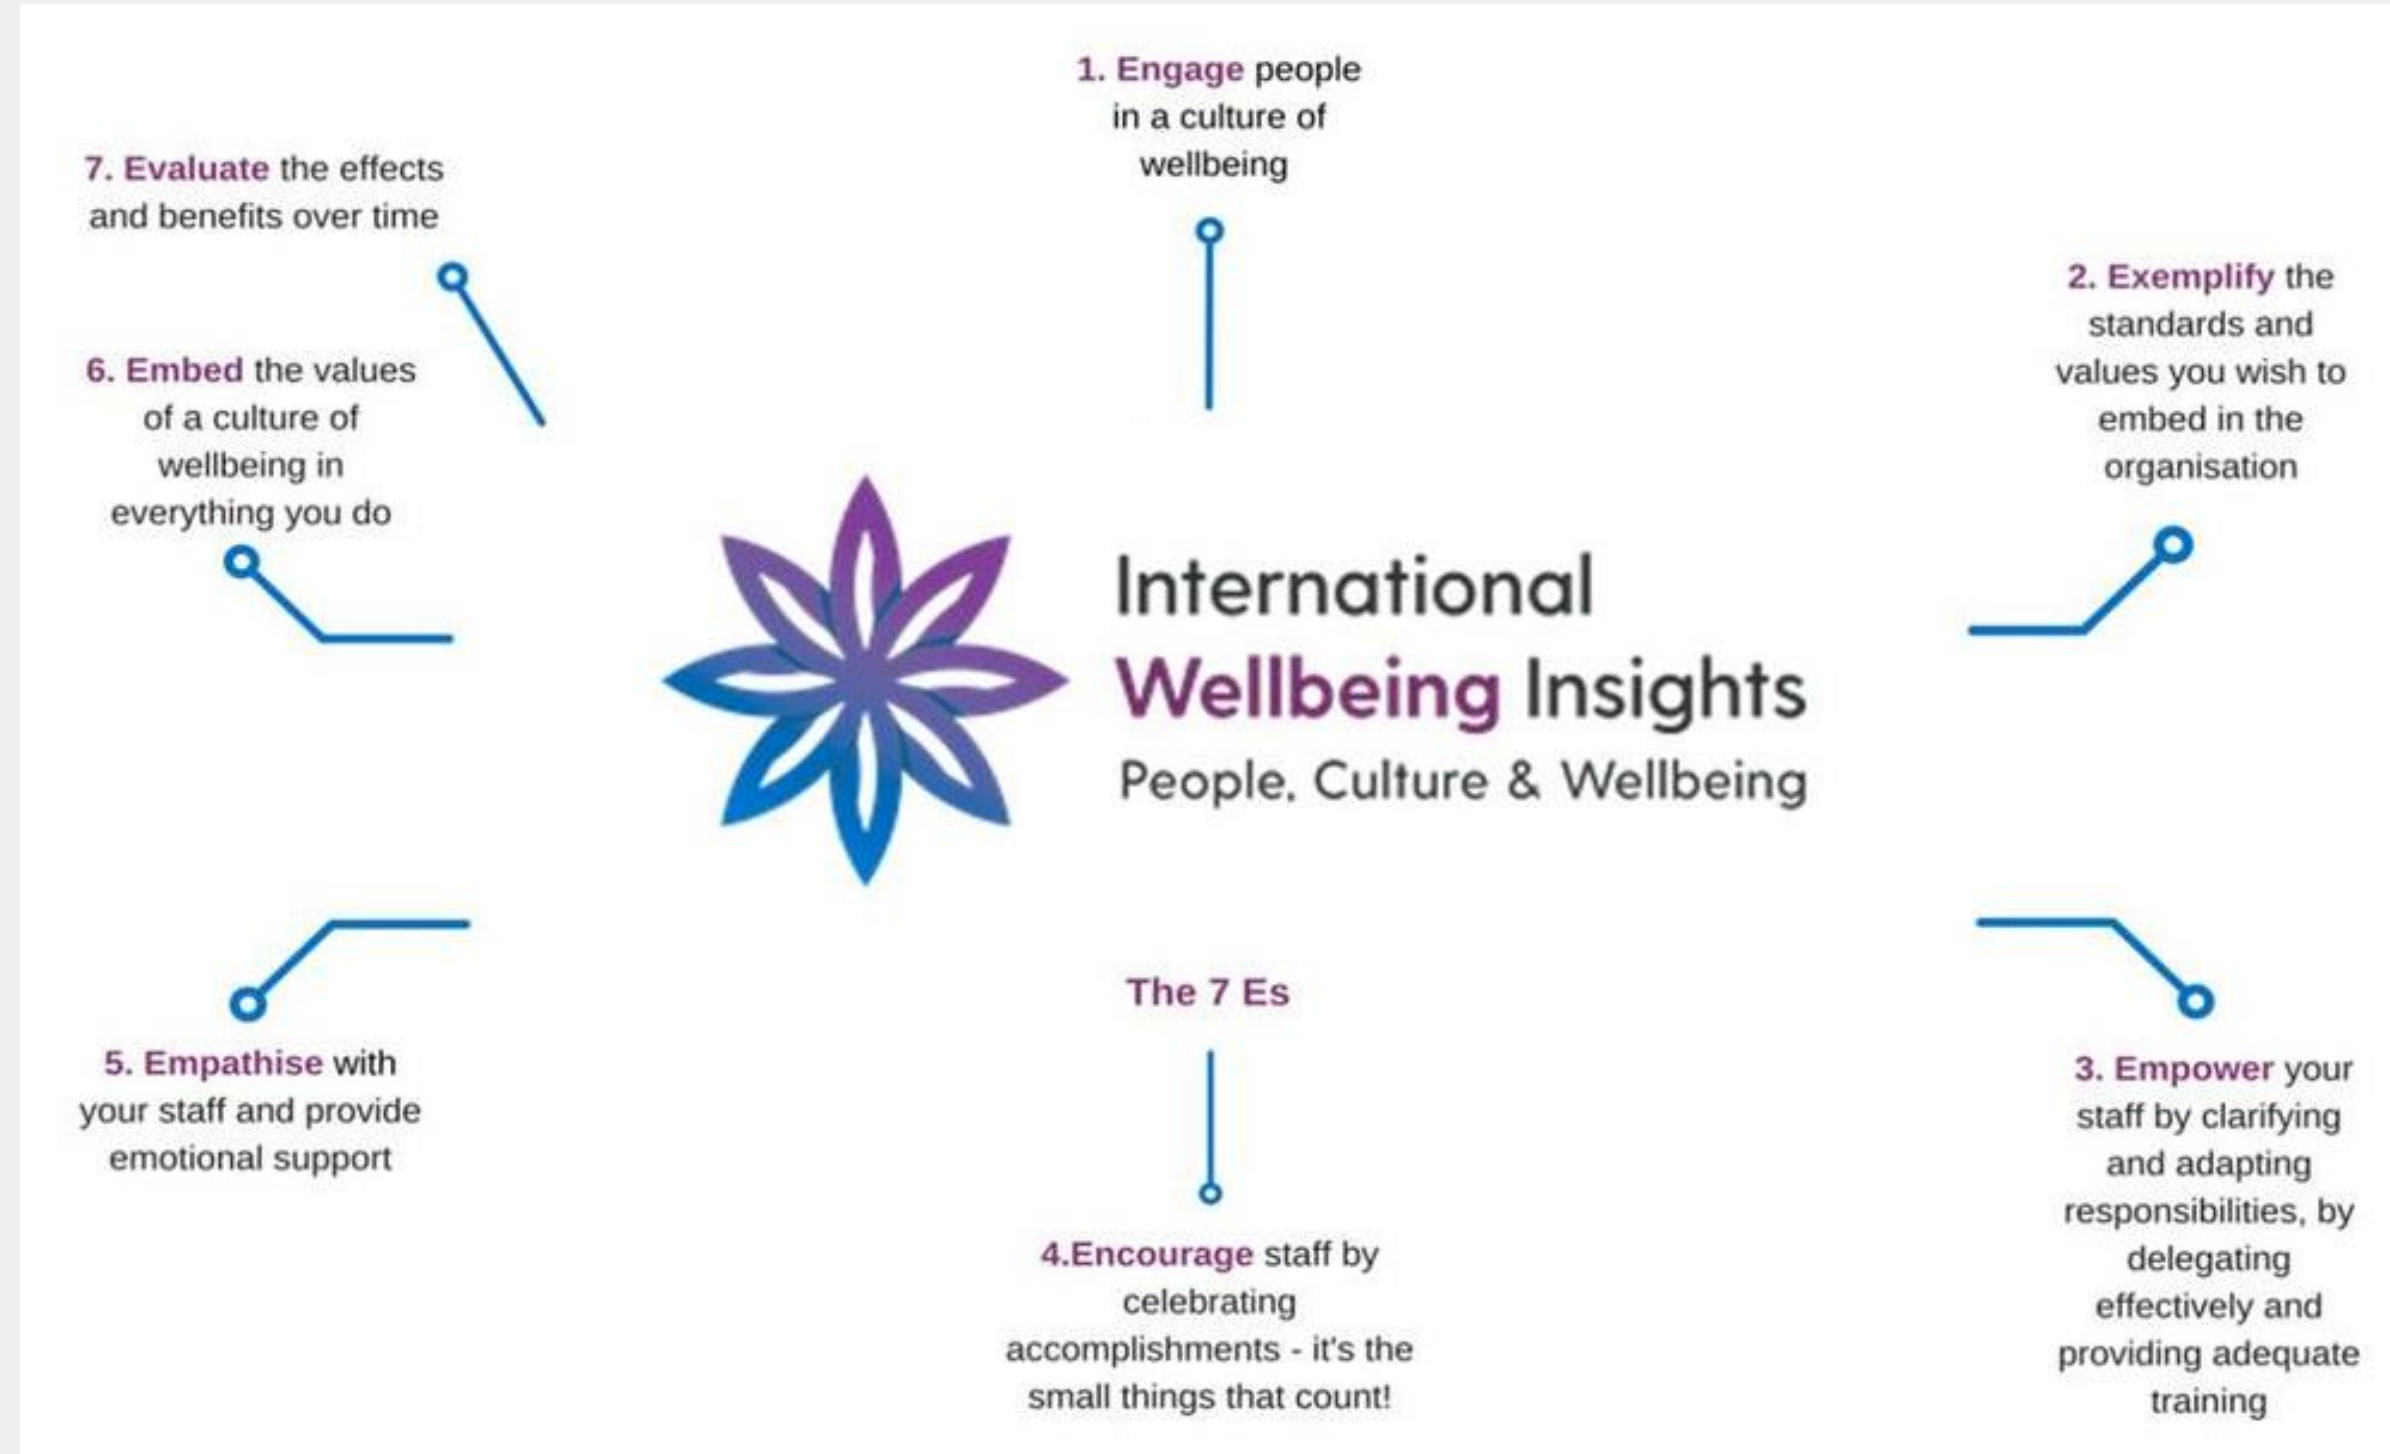 1. Engage people
in a culture of
wellbeing
2. Exemplify the
standards and
values you wish to
embed in the
organisation
3. Empower your
staff by clarifying
and adapting
responsibilities, by
delegating
effectively and
providing adequate
training
4.Encourage staff by
celebrating
accomplishments - it's the
small things that count!
5. Empathise with
your staff and provide
emotional support
6. Embed the values
of a culture of
wellbeing in
everything you do
7. Evaluate the effects
and benefits over time
International
Wellbeing Insights
People, Culture & Wellbeing
The 7 Es